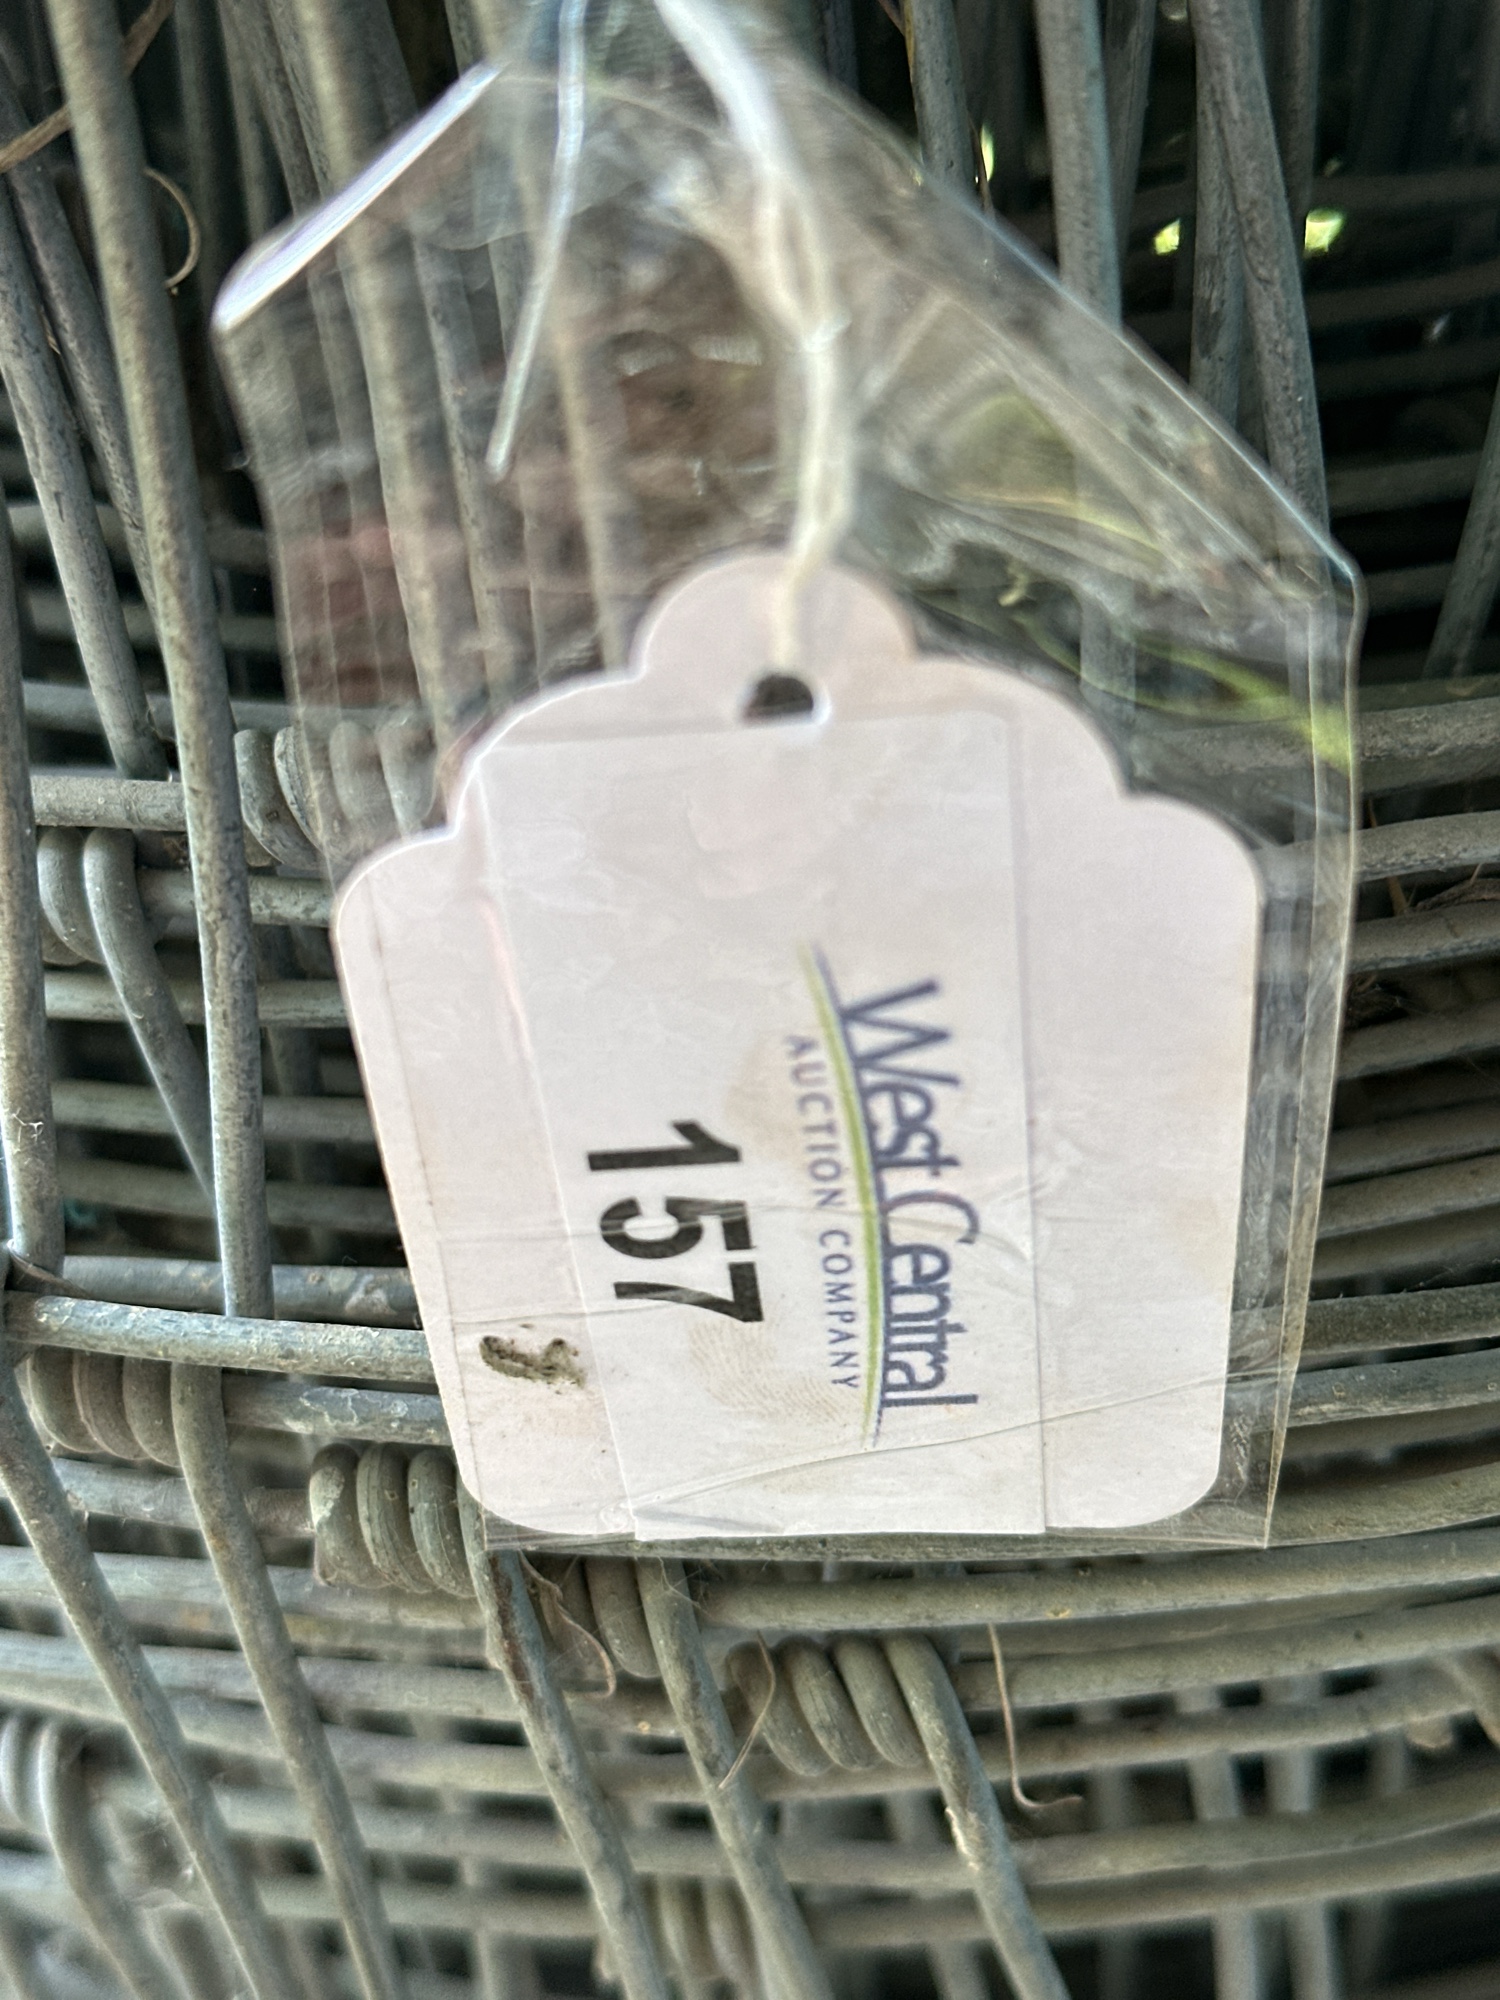 West Central
AUCTION COMPANY
157